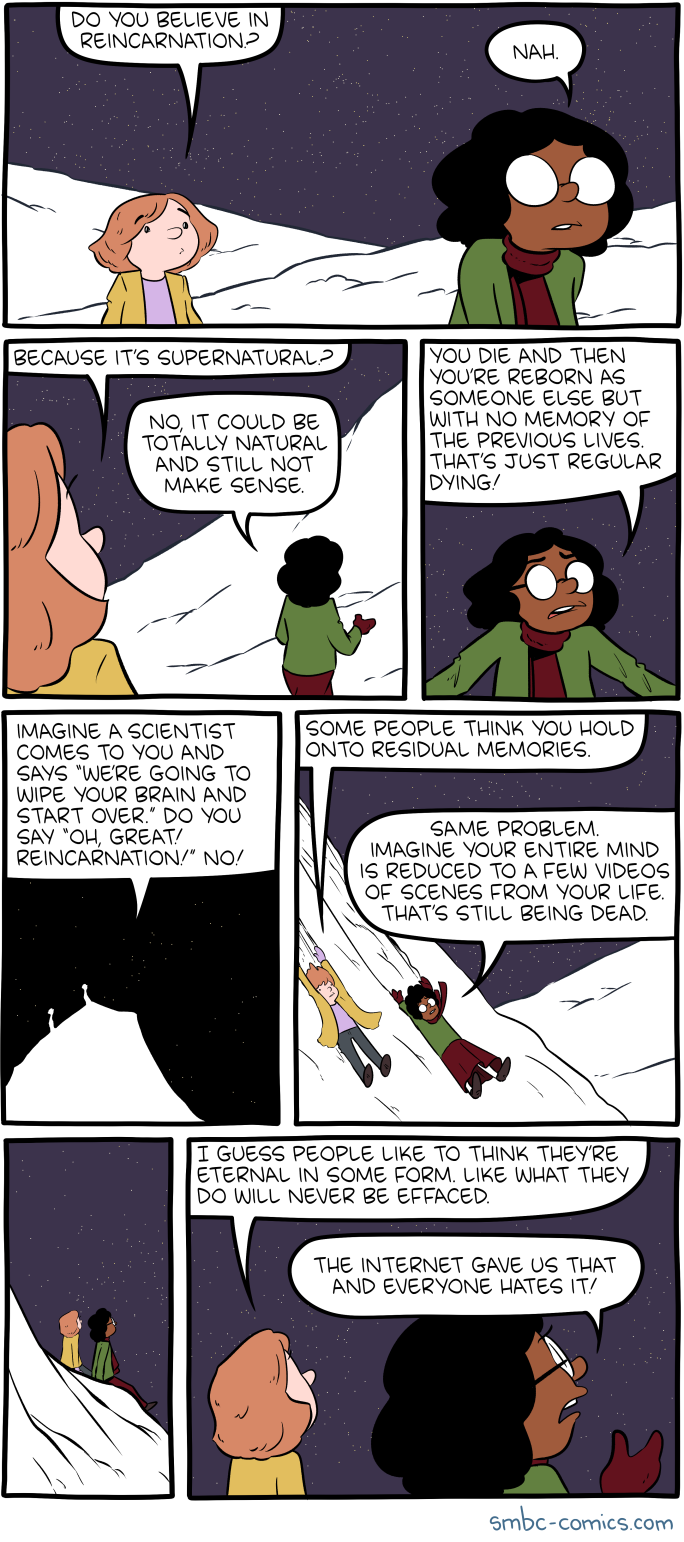 DO YOU BELIEVE IN
REINCARNATION?
NAH.
BECAUSE IT'S SUPERNATURAL?
NO, IT COULD BE
TOTALLY NATURAL
AND STILL NOT
MAKE SENSE.
YOU DIE AND THEN
YOU'RE REBORN AS
SOMEONE ELSE BUT
WITH NO MEMORY OF
THE PREVIOUS LIVES.
THAT'S JUST REGULAR
DYING!
IMAGINE A SCIENTIST
COMES TO YOU AND
SAYS "WE'RE GOING TO
WIPE YOUR BRAIN AND
START OVER." DO YOU
SAY "OH, GREAT!
REINCARNATION!" NO!
SOME PEOPLE THINK YOU HOLD
ONTO RESIDUAL MEMORIES.
SAME PROBLEM.
IMAGINE YOUR ENTIRE MIND
IS REDUCED TO A FEW VIDEOS
OF SCENES FROM YOUR LIFE.
THAT'S STILL BEING DEAD.
I GUESS PEOPLE LIKE TO THINK THEY'RE
ETERNAL IN SOME FORM. LIKE WHAT THEY
DO WILL NEVER BE EFFACED.
THE INTERNET GAVE US THAT
AND EVERYONE HATES IT!
smbc-comics.com